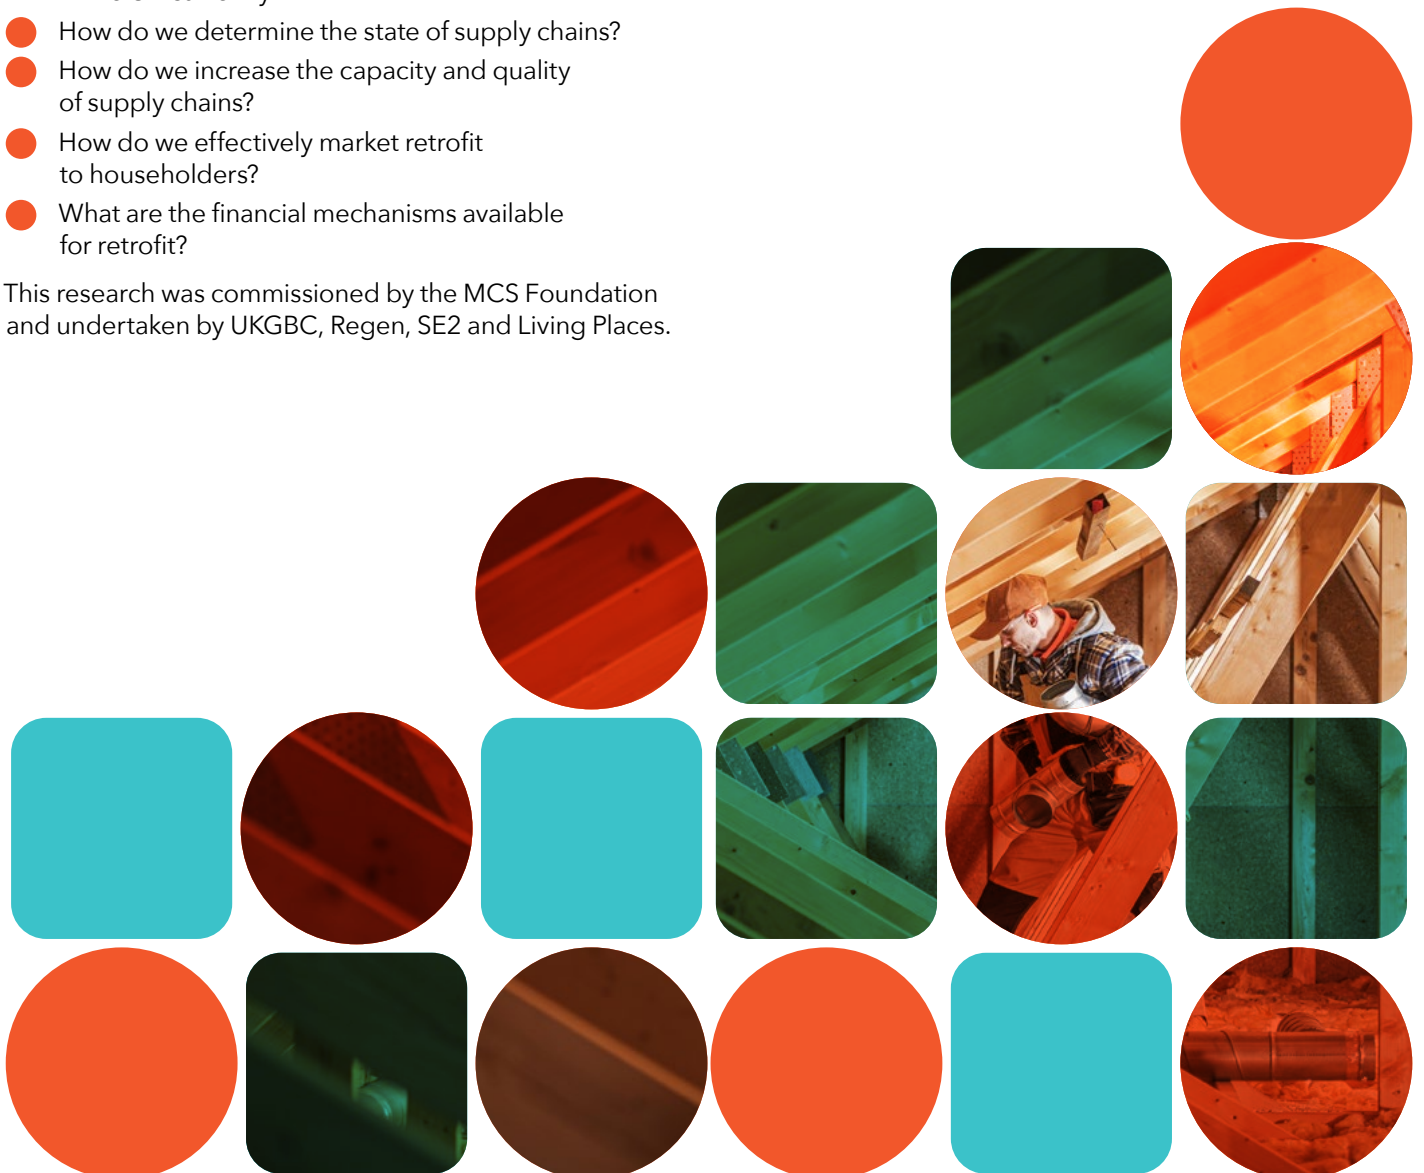 How do we determine the state of supply chains?
How do we increase the capacity and quality
of supply chains?
How do we effectively market retrofit
to householders?
What are the financial mechanisms available
for retrofit?
This research was commissioned by the MCS Foundation
and undertaken by UKGBC, Regen, SE2 and Living Places.